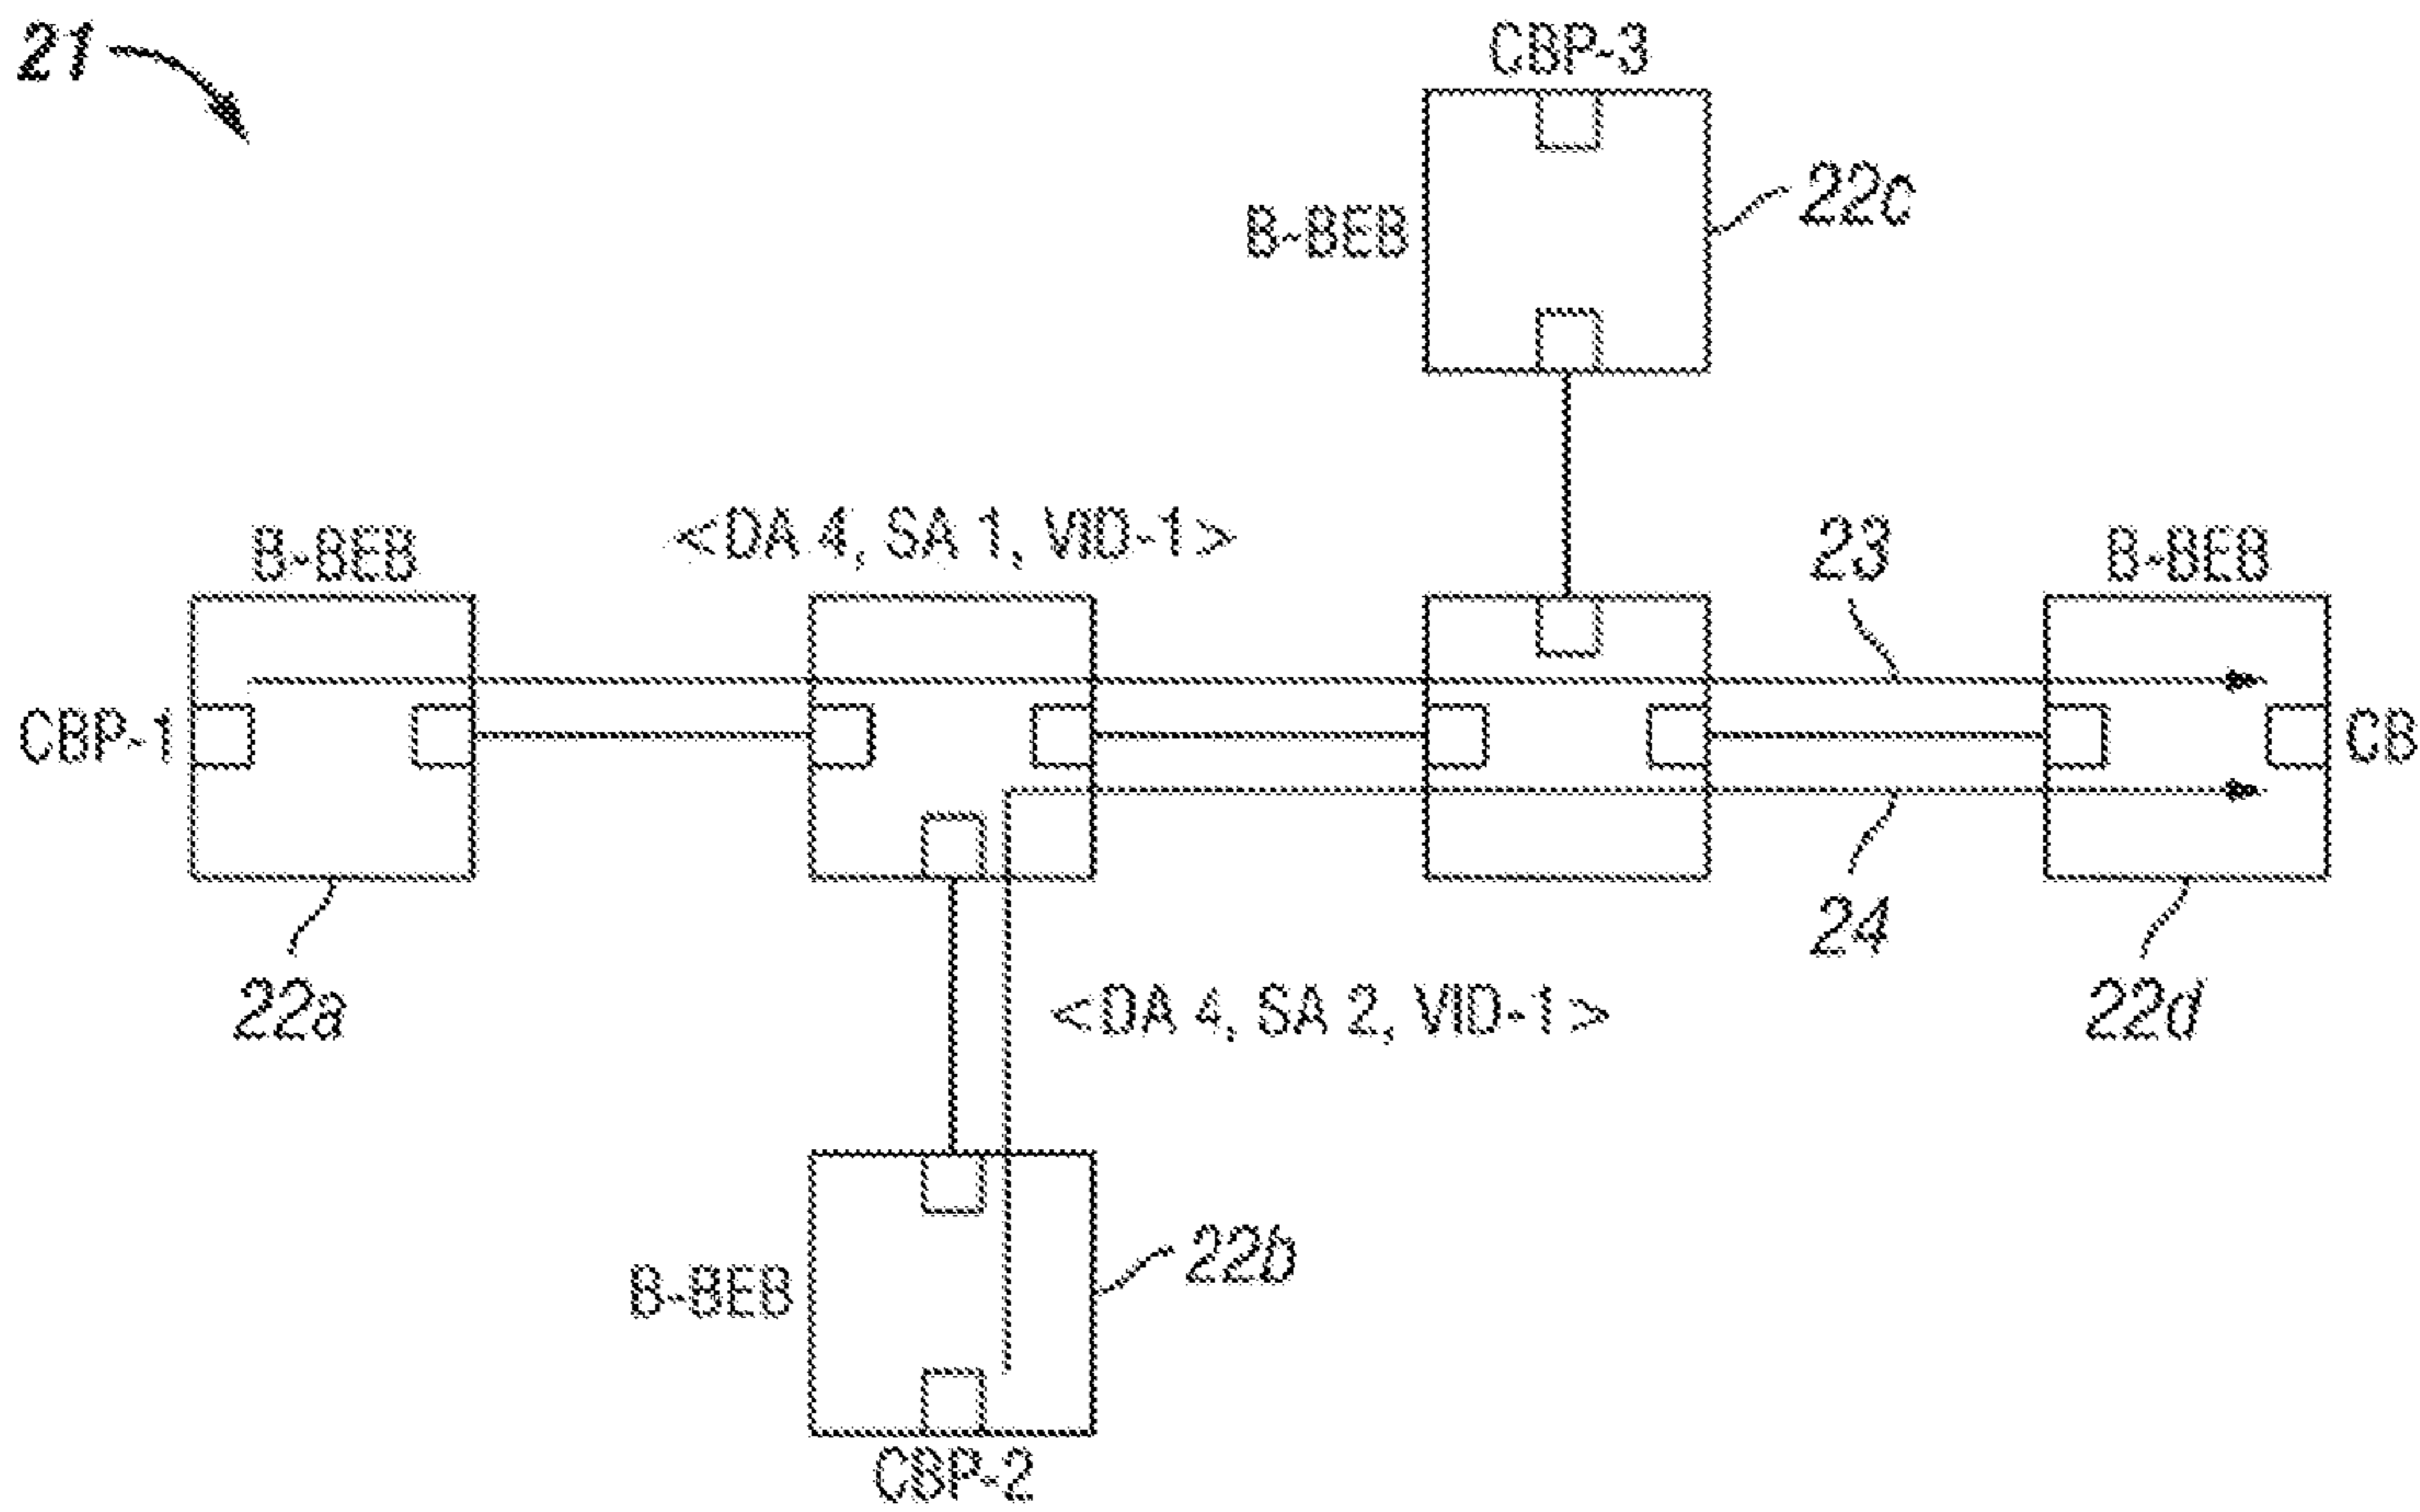 21
CBP-3
B-BEB
22c
<DA 4, SA 1, VID-1>
B-BEB
23
B-BEB
CBP-1
CB
22a
24
22d
<DA 4, SA 2, VID-1>
B-BEB
22b
CBP-2